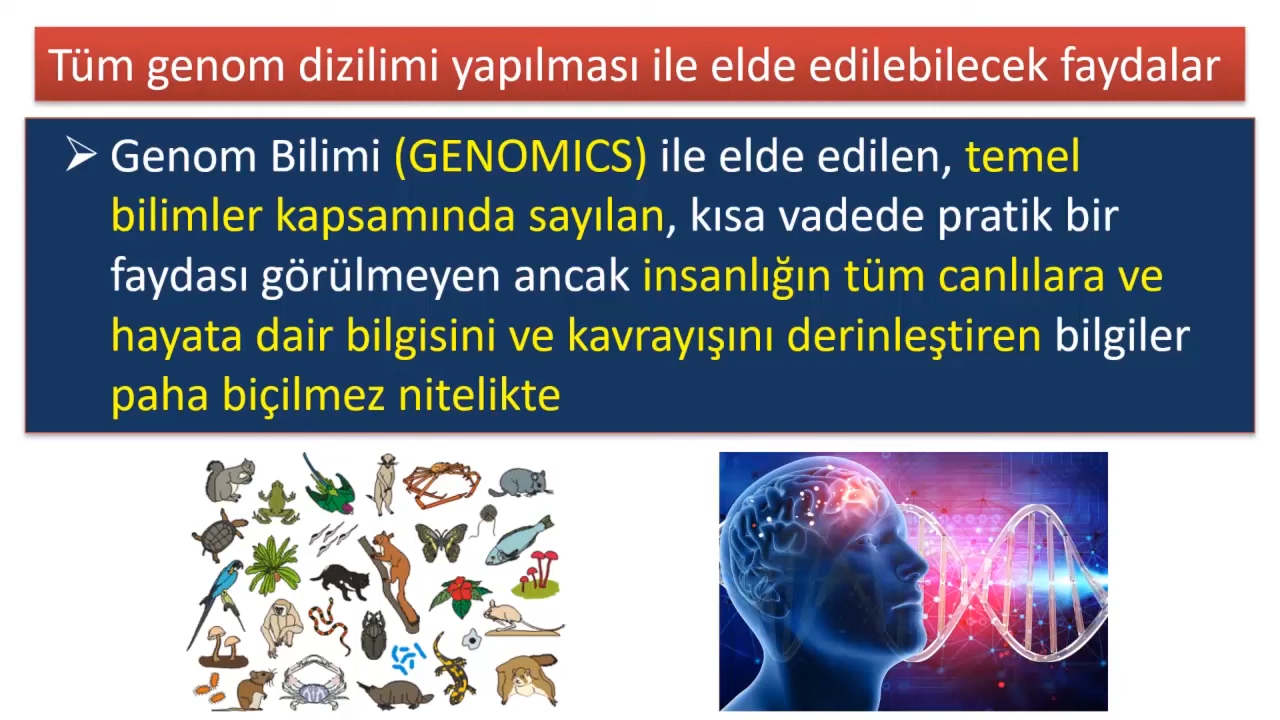 Tüm genom dizilimi yapılması ile elde edilebilecek faydalar
Genom Bilimi (GENOMICS) ile elde edilen, temel
bilimler kapsamında sayılan, kısa vadede pratik bir
faydası görülmeyen ancak insanlığın tüm canlılara ve
hayata dair bilgisini ve kavrayışını derinleştiren bilgiler
paha biçilmez nitelikte